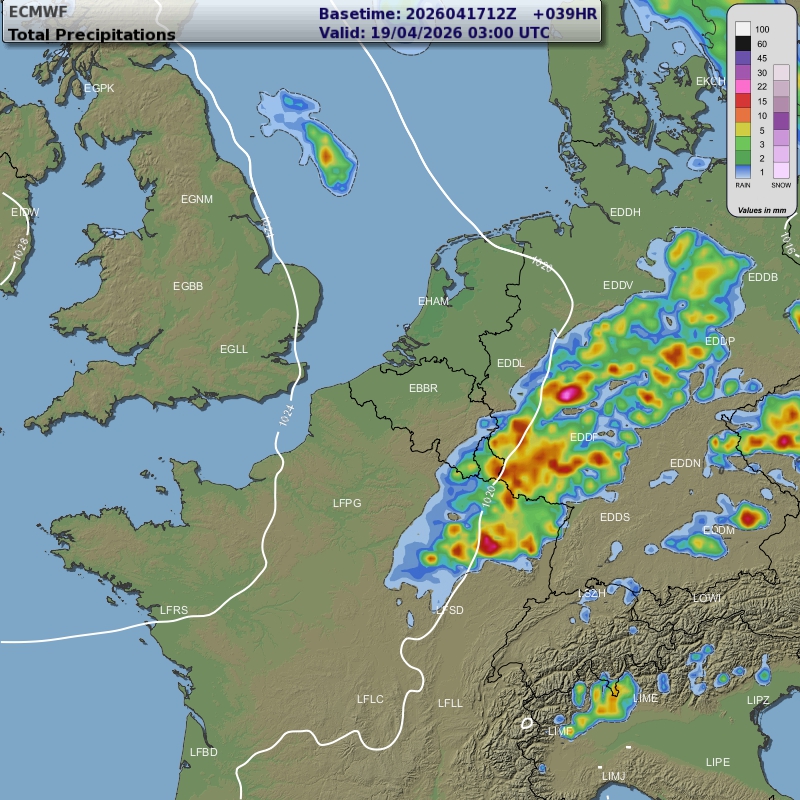 ECMWF
Basetime: 2026041712Z +039HR
Total Precipitations
Valid: 19/04/2026 03:00 UTC
100
60
45
30
22
15
10
5
3
2
1
RAIN SNOW
Values in mm
EGPK
EKCH
EIDW
EGNM
EDDH
1028
1024
1016
1020
EGBB
EDDV
EDDB
EHAM
EGLL
EDDL
EDDP
EBBR
1024
EDDF
EDDN
LFPG
1020
EDDS
EDDM
LSZH
LOWI
LFRS
LFSD
LFLC
LFLL
LIME
LIPZ
LIMF
LFBD
LIPE
LIMJ